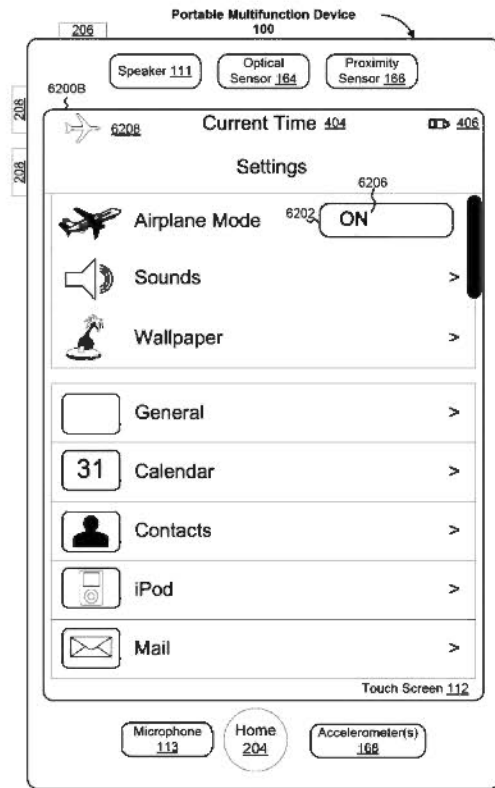 Portable Multifunction Device
206
100
Speaker 111
Optical
Sensor 164
Proximity
Sensor 166
6200B
208
6208
Current Time 404
406
208
Settings
6206
Airplane Mode
6202
ON
Sounds
>
Wallpaper
>
General
>
31
Calendar
>
Contacts
>
iPod
>
Mail
>
Touch Screen 112
Microphone
113
Home
204
Accelerometer(s)
168